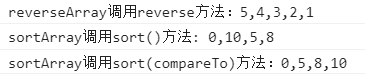 reverseArray调用reverse方法：5,4,3,2,1
sortArray调用sort()方法: 0,10,5,8
sortArray调用sort(compareTo)方法：0,5,8,10